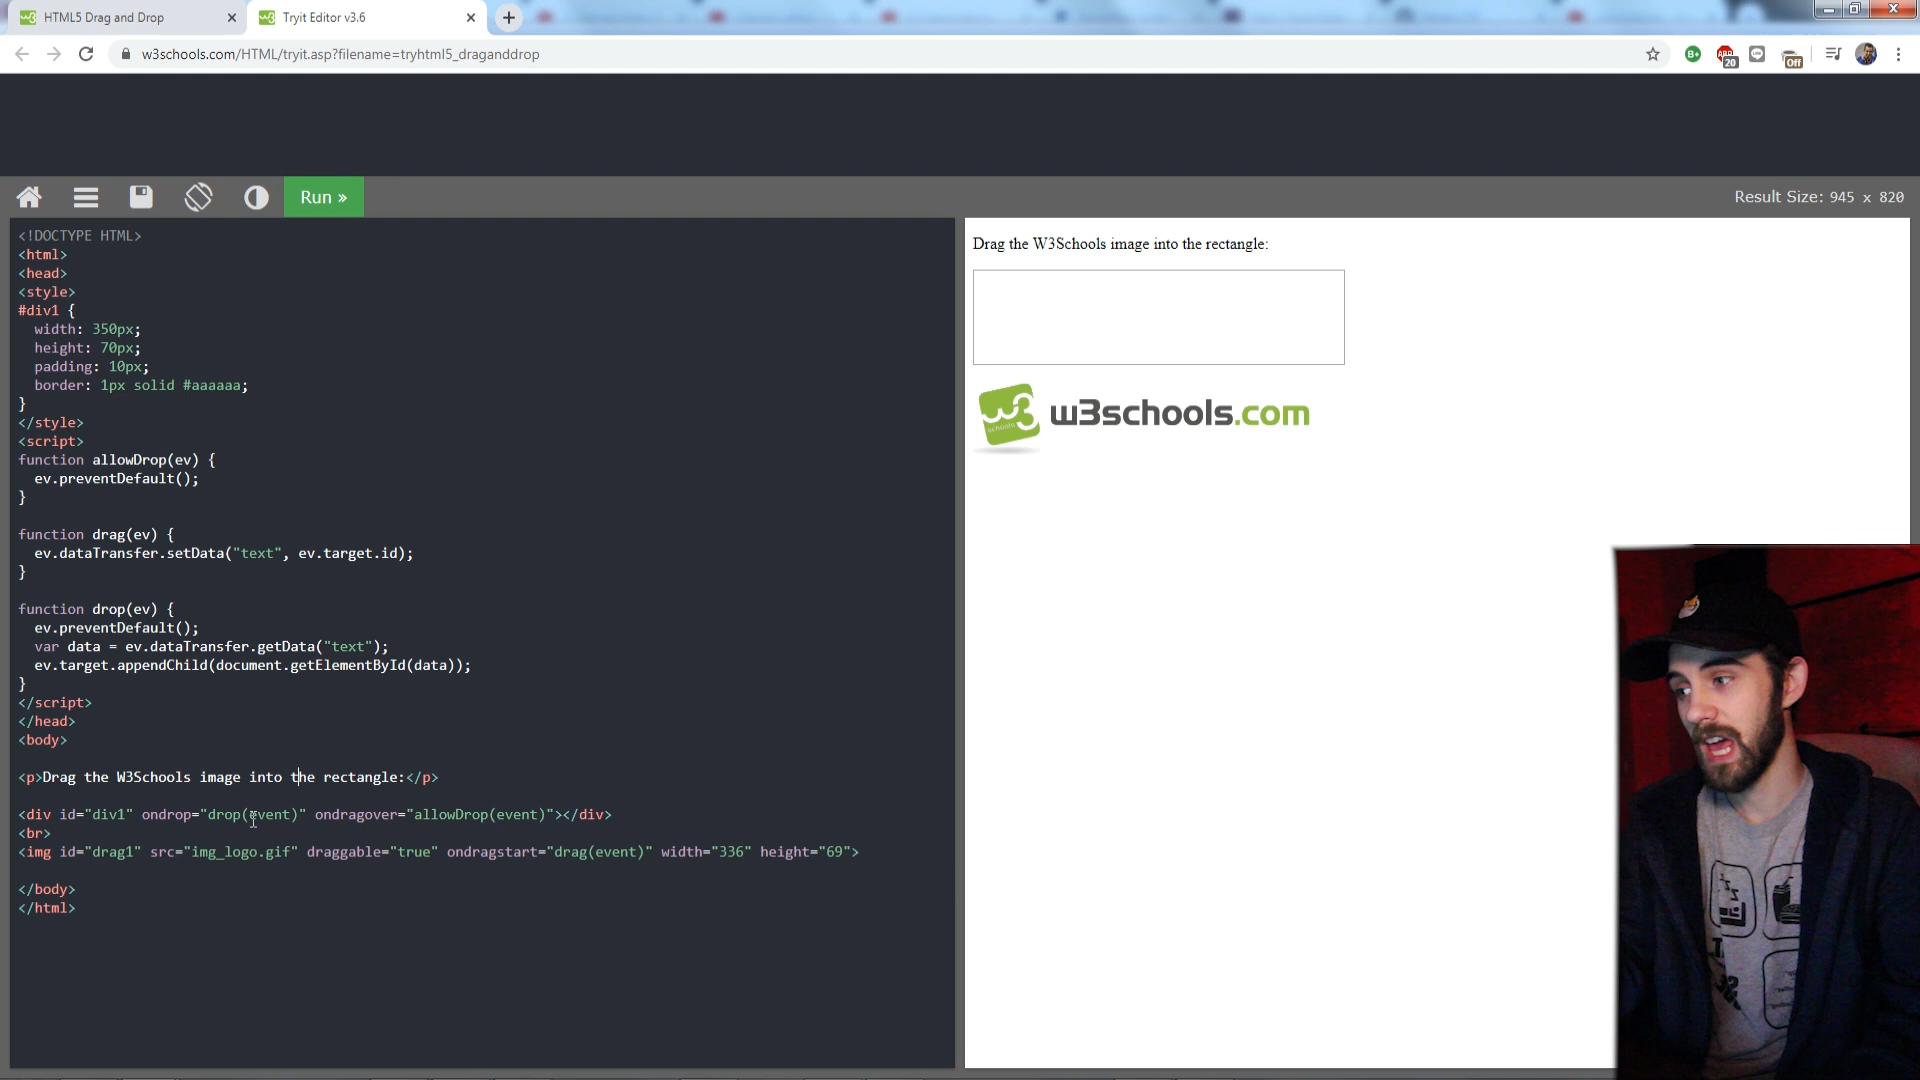 HTML5 Drag and Drop
Tryit Editor v3.6
w3schools.com/HTML/tryit.asp?filename=tryhtml5_draganddrop
20
Off
Run »
Result Size: 945 x 820
<!DOCTYPE HTML>
<html>
<head>
<style>
#div1 {
  width: 350px;
  height: 70px;
  padding: 10px;
  border: 1px solid #aaaaaa;
}
</style>
<script>
function allowDrop(ev) {
  ev.preventDefault();
}

function drag(ev) {
  ev.dataTransfer.setData("text", ev.target.id);
}

function drop(ev) {
  ev.preventDefault();
  var data = ev.dataTransfer.getData("text");
  ev.target.appendChild(document.getElementById(data));
}
</script>
</head>
<body>

<p>Drag the W3Schools image into the rectangle:</p>

<div id="div1" ondrop="drop(event)" ondragover="allowDrop(event)"></div>
<br>
<img id="drag1" src="img_logo.gif" draggable="true" ondragstart="drag(event)" width="336" height="69">

</body>
</html>
Drag the W3Schools image into the rectangle:
w3
schools
w3schools.com